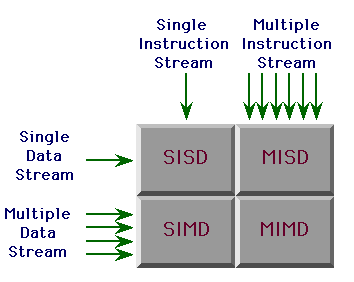 Single
Instruction
Stream
Multiple
Instruction
Stream
Single
Data
Stream
SISD
MISD
Multiple
Data
Stream
SIMD
MIMD